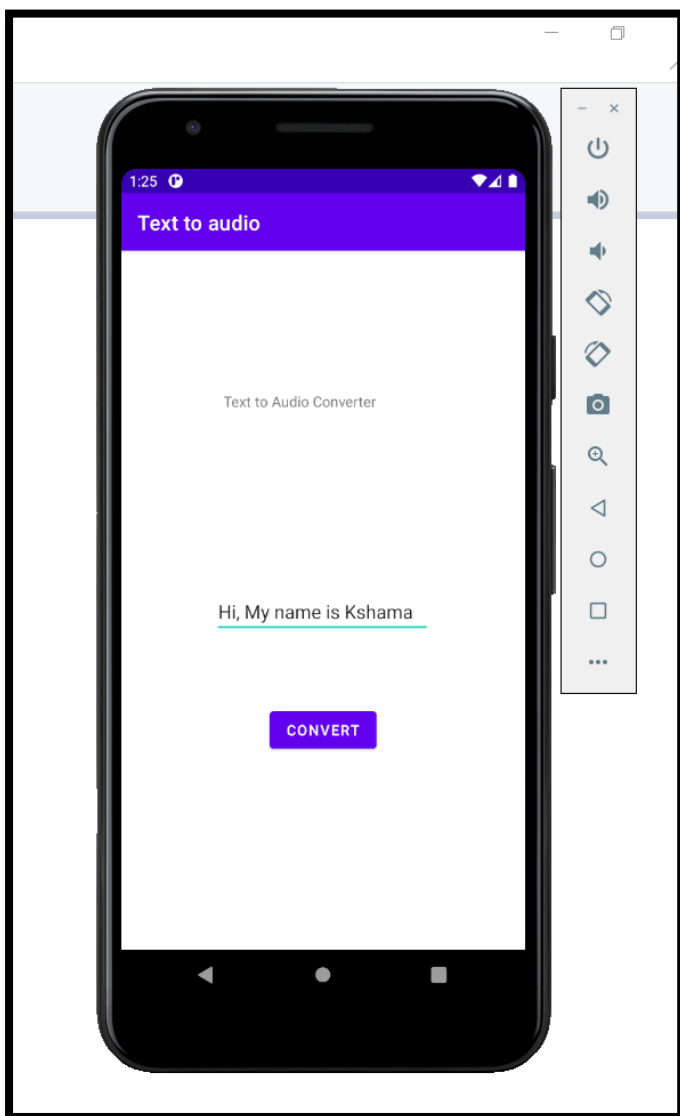 1:25
Text to audio
Text to Audio Converter
Hi, My name is Kshama
CONVERT